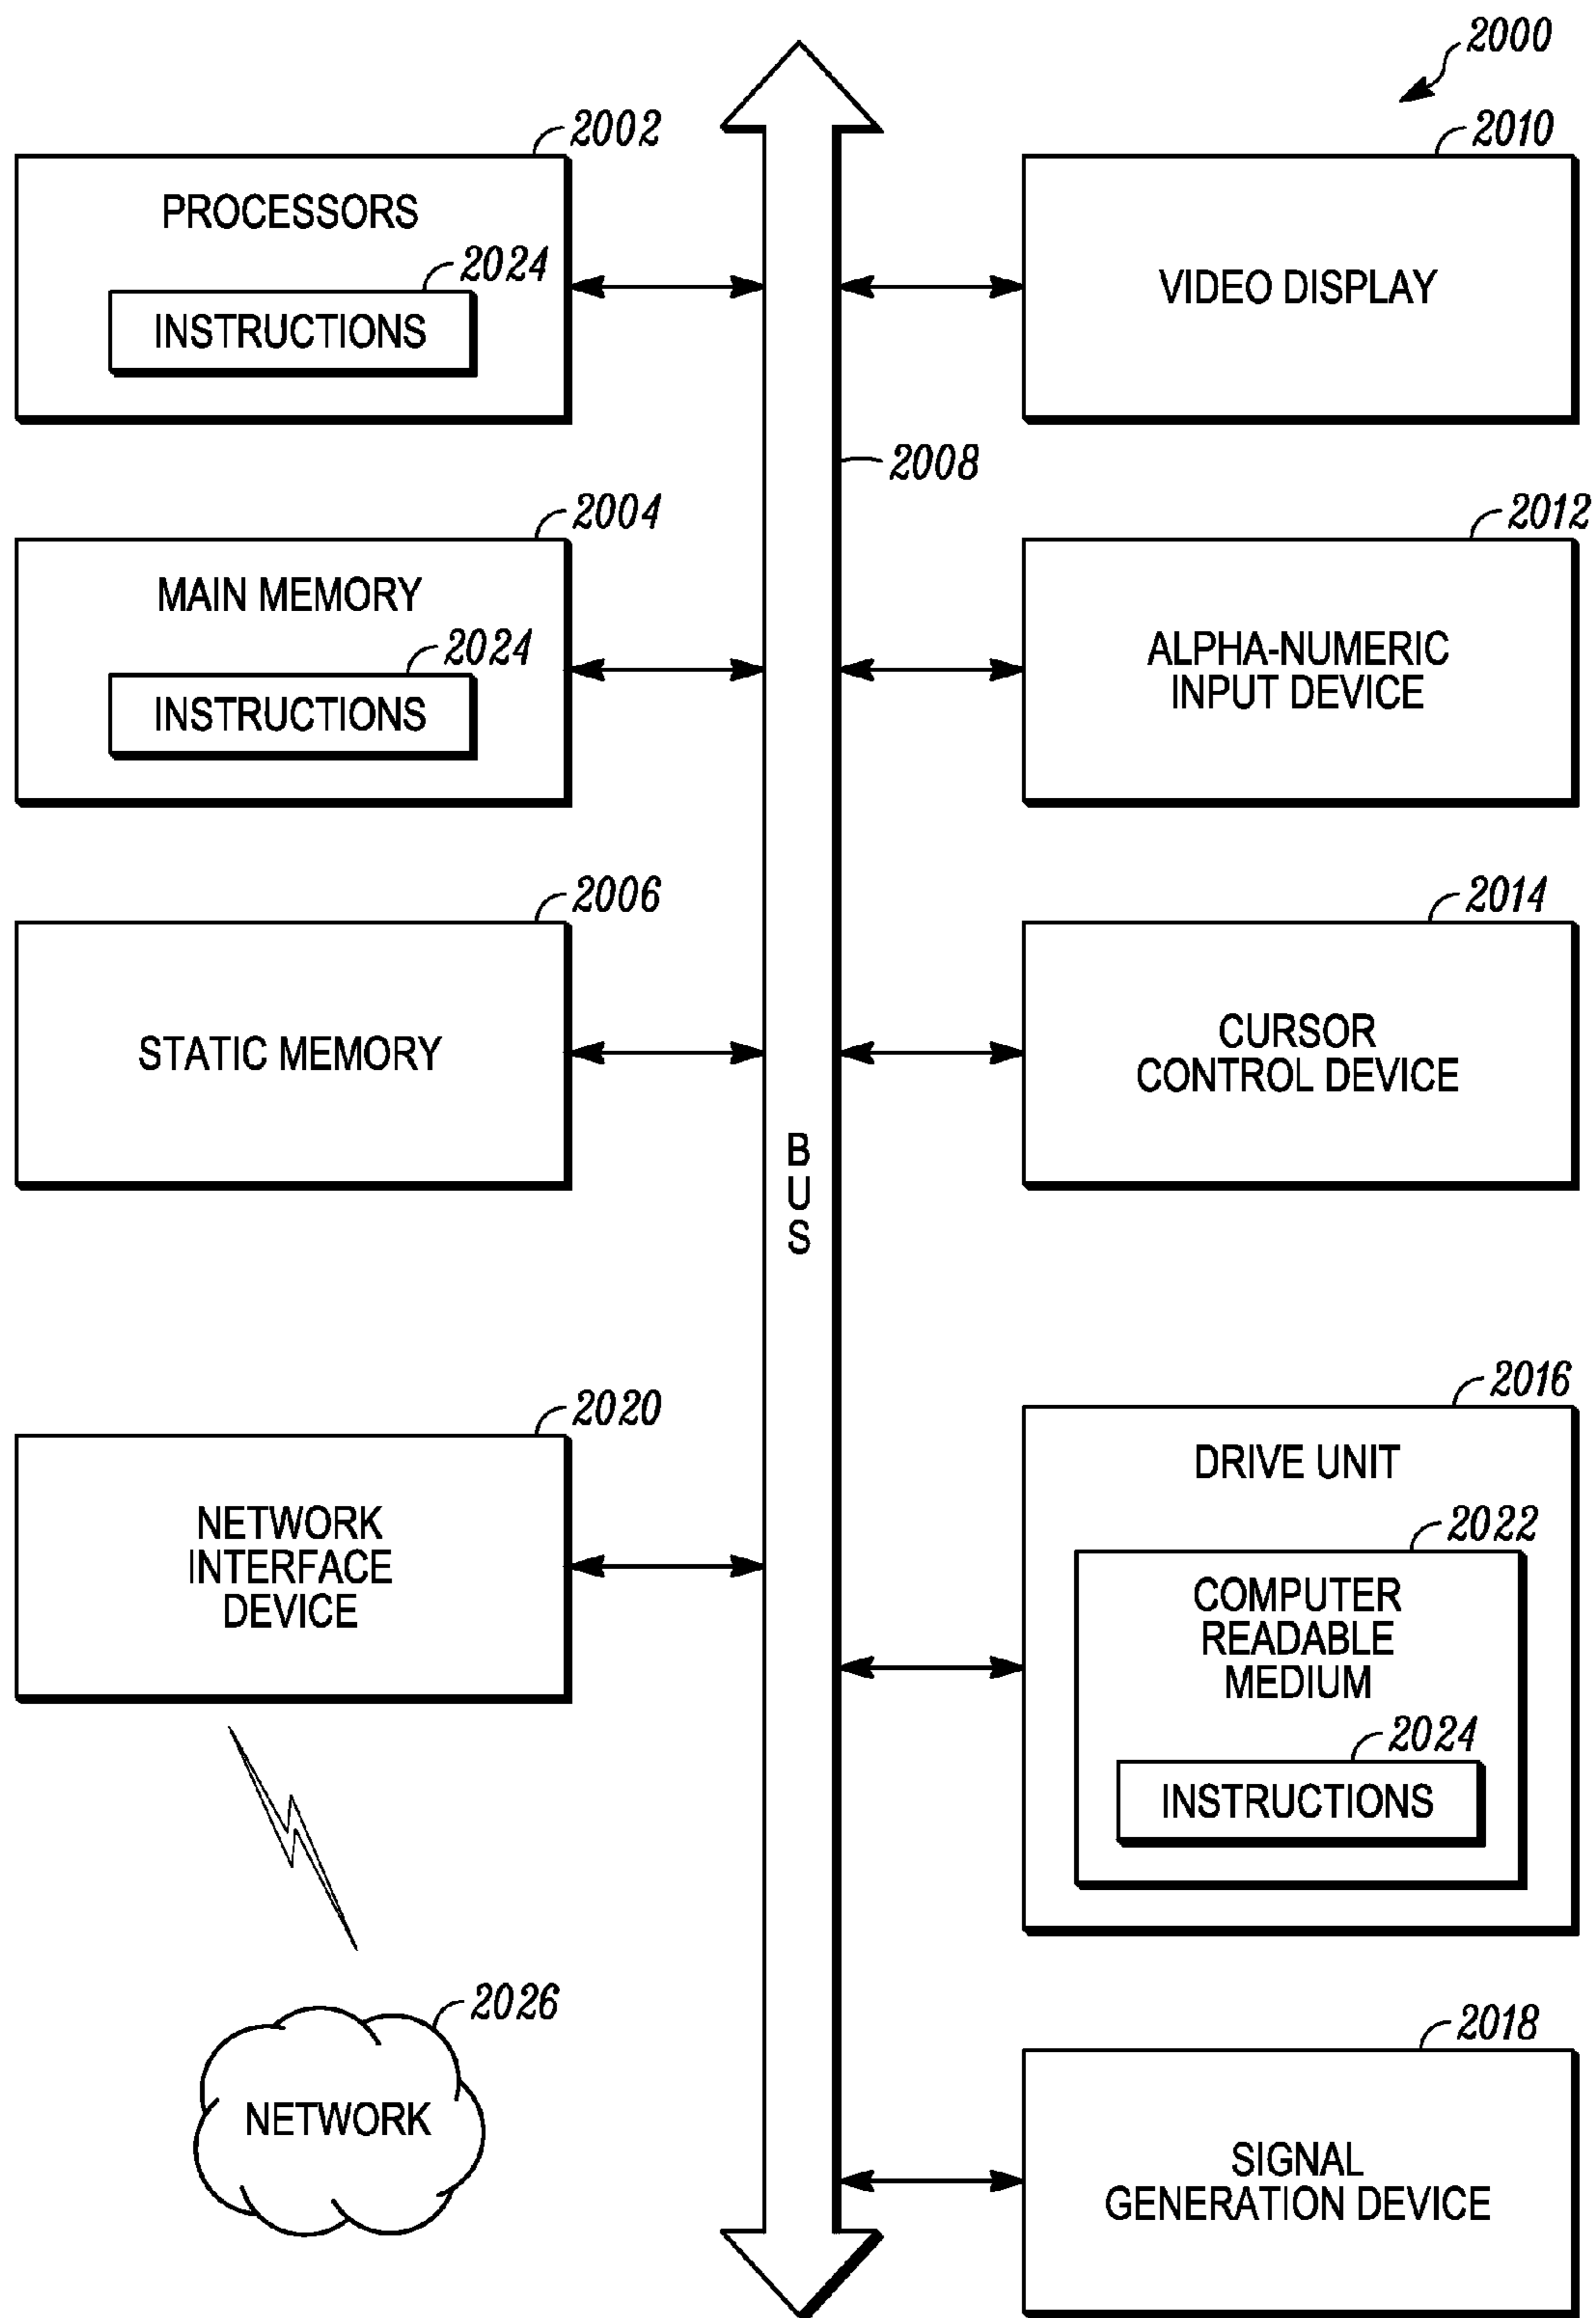 2000
2002
PROCESSORS
2024
INSTRUCTIONS
2010
VIDEO DISPLAY
2008
2004
MAIN MEMORY
2024
INSTRUCTIONS
2012
ALPHA-NUMERIC
INPUT DEVICE
2006
STATIC MEMORY
2014
CURSOR
CONTROL DEVICE
B
U
S
2020
NETWORK
INTERFACE
DEVICE
2016
DRIVE UNIT
2022
COMPUTER
READABLE
MEDIUM
2024
INSTRUCTIONS
2026
NETWORK
2018
SIGNAL
GENERATION DEVICE